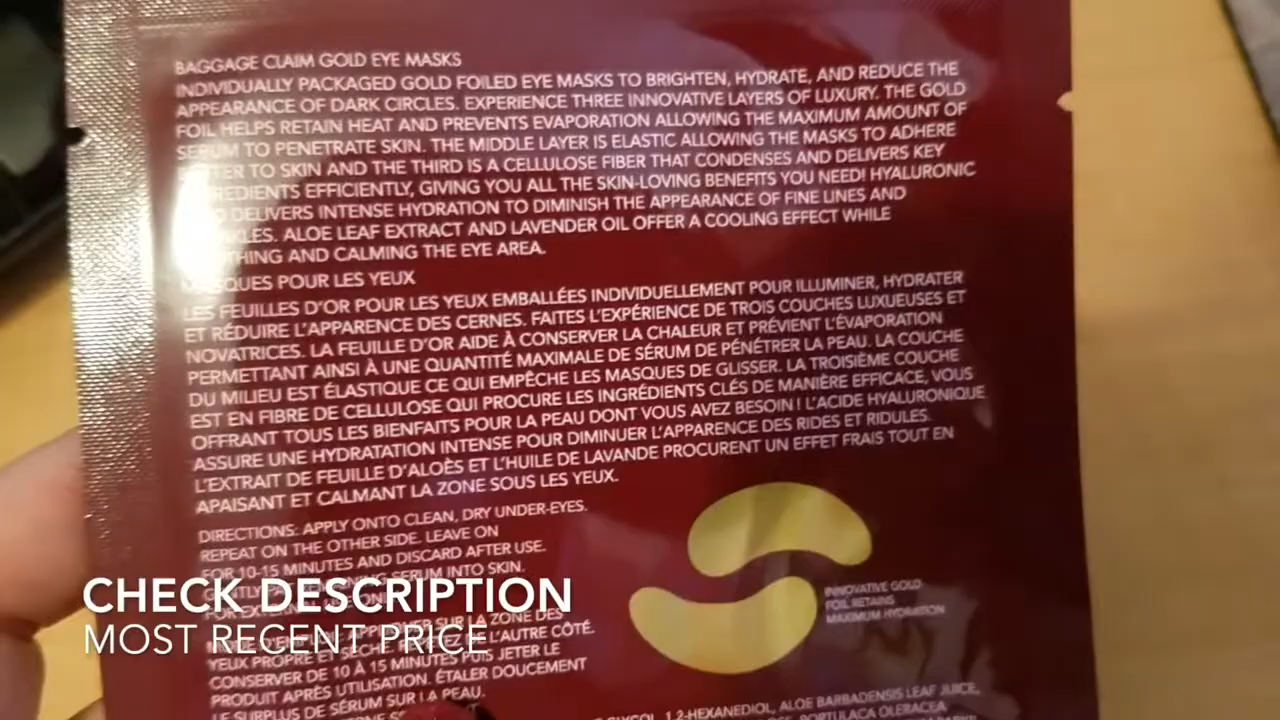 BAGGAGE CLAIM GOLD EYE MASKS
INDIVIDUALLY PACKAGED GOLD FOILED EYE MASKS TO BRIGHTEN, HYDRATE, AND REDUCE THE
APPEARANCE OF DARK CIRCLES. EXPERIENCE THREE INNOVATIVE LAYERS OF LUXURY. THE GOLD
FOIL HELPS RETAIN HEAT AND PREVENTS EVAPORATION ALLOWING THE MAXIMUM AMOUNT OF
SERUM TO PENETRATE SKIN. THE MIDDLE LAYER IS ELASTIC ALLOWING THE MASKS TO ADHERE
TO SKIN AND THE THIRD IS A CELLULOSE FIBER THAT CONDENSES AND DELIVERS KEY
EFFICIENTLY, GIVING YOU ALL THE SKIN-LOVING BENEFITS YOU NEED! HYALURONIC
DELIVERS INTENSE HYDRATION TO DIMINISH THE APPEARANCE OF FINE LINES AND
ALOE LEAF EXTRACT AND LAVENDER OIL OFFER A COOLING EFFECT WHILE
AND CALMING THE EYE AREA.
POUR LES YEUX
LES FEUILLES D'OR POUR LES YEUX EMBALLÉES INDIVIDUELLEMENT POUR ILLUMINER, HYDRATER
ET RÉDUIRE L'APPARENCE DES CERNES. FAITES L'EXPÉRIENCE DE TROIS COUCHES LUXUEUSES ET
NOVATRICES. LA FEUILLE D'OR AIDE À CONSERVER LA CHALEUR ET PRÉVIENT L'ÉVAPORATION
PERMETTANT AINSI À UNE QUANTITÉ MAXIMALE DE SÉRUM DE PÉNÉTRER LA PEAU. LA COUCHE
DU MILIEU EST ÉLASTIQUE CE QUI EMPÊCHE LES MASQUES DE GLISSER. LA TROISIÈME COUCHE
EST EN FIBRE DE CELLULOSE QUI PROCURE LES INGRÉDIENTS CLÉS DE MANIÈRE EFFICACE, VOUS
OFFRANT TOUS LES BIENFAITS POUR LA PEAU DONT VOUS AVEZ BESOIN! L'ACIDE HYALURONIQUE
ASSURE UNE HYDRATATION INTENSE POUR DIMINUER L'APPARENCE DES RIDES ET RIDULES.
L'EXTRAIT DE FEUILLE D'ALOÈS ET L'HUILE DE LAVANDE PROCURENT UN EFFET FRAIS TOUT EN
APAISANT ET CALMANT LA ZONE SOUS LES YEUX.
DIRECTIONS: APPLY ONTO CLEAN, DRY UNDER-EYES.
REPEAT ON THE OTHER SIDE. LEAVE ON
FOR 10-15 MINUTES AND DISCARD AFTER USE.
SERUM INTO SKIN.
CHECK DESCRIPTION
MOST RECENT PRICE
SUR LA ZONE DES
YEUX PROPRE ET SÈCHE. DE L'AUTRE CÔTÉ.
CONSERVER DE 10 À 15 MINUTES PUIS JETER LE
PRODUIT APRÈS UTILISATION. ÉTALER DOUCEMENT
LE SURPLUS DE SÉRUM SUR LA PEAU.
INNOVATIVE GOLD
FOIL RETAINS
MAXIMUM HYDRATION
GLYCOL, 1,2-HEXANEDIOL, ALOE BARBADENSIS LEAF JUICE,
PORTULACA OLERACEA